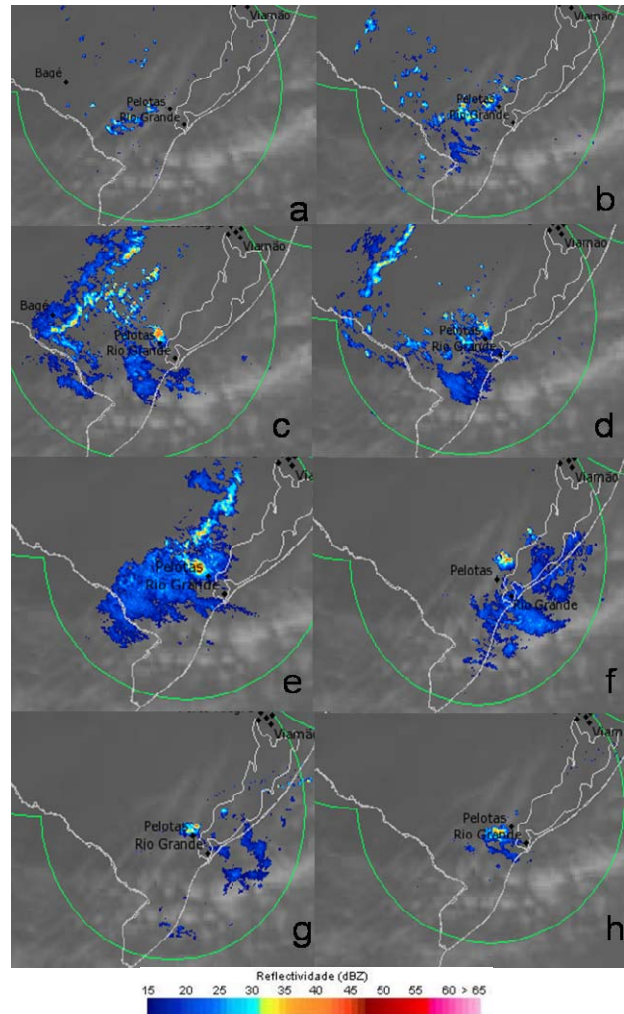 Viamão
Bagé
Pelotas
Rio Grande
a
Viamão
Pelotas
Rio Grande
b
Viamão
Bagé
Pelotas
Rio Grande
c
Viamão
Pelotas
Rio Grande
d
Viamão
Pelotas
Rio Grande
e
Viamão
Pelotas
Rio Grande
f
Viamão
Pelotas
Rio Grande
g
Viamão
Pelotas
Rio Grande
h
Reflectividade (dBZ)
15 20 25 30 35 40 45 50 55 60 > 65